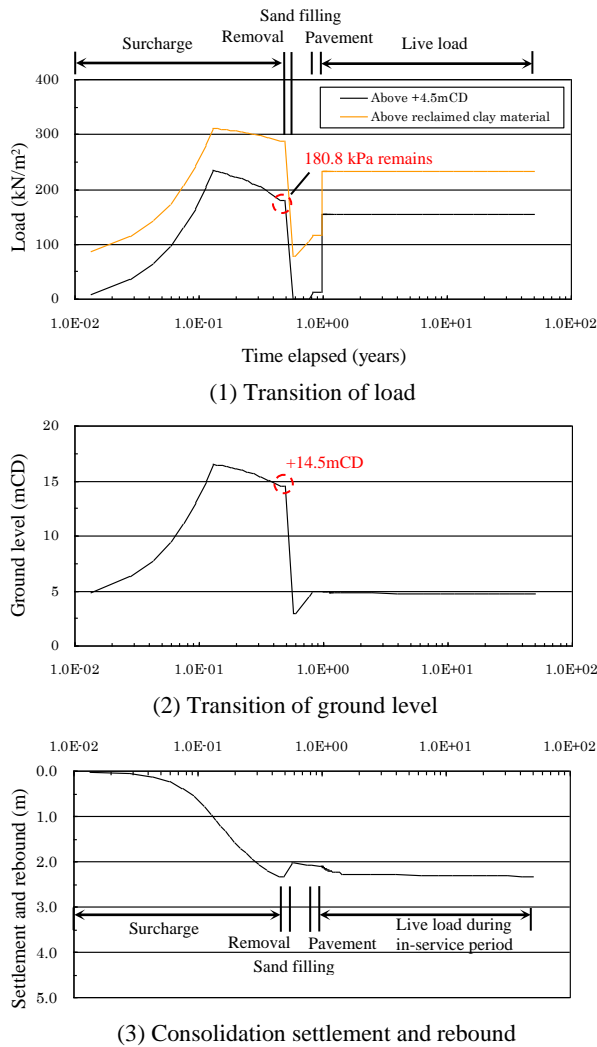 Sand filling
Surcharge Removal Pavement Live load
400
300
200
100
0
Load (kN/m²)
Above +4.5mCD
Above reclaimed clay material
180.8 kPa remains
1.0E-02 1.0E-01 1.0E+00 1.0E+01 1.0E+02
Time elapsed (years)
(1) Transition of load
20
15
10
5
0
Ground level (mCD)
+14.5mCD
1.0E-02 1.0E-01 1.0E+00 1.0E+01 1.0E+02
(2) Transition of ground level
1.0E-02 1.0E-01 1.0E+00 1.0E+01 1.0E+02
0.0
1.0
2.0
3.0
4.0
5.0
Settlement and rebound (m)
Surcharge
Removal
Sand filling
Pavement
Live load during
in-service period
(3) Consolidation settlement and rebound